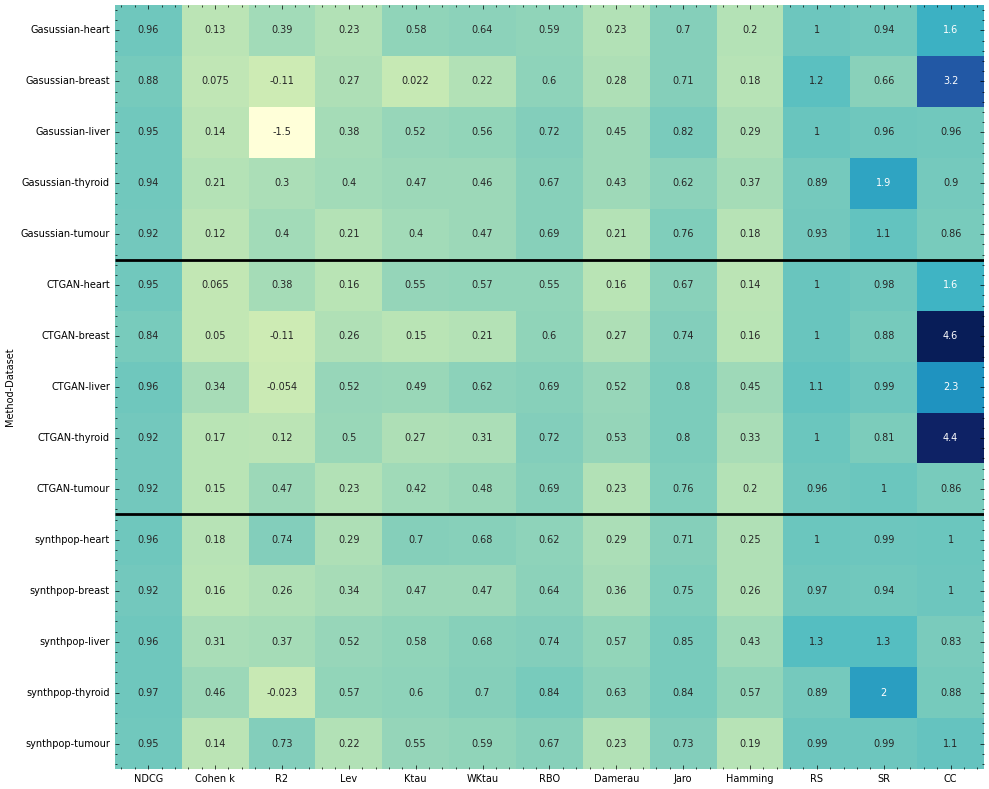 Method-Dataset
Gasussian-heart 0.96 0.13 0.39 0.23 0.58 0.64 0.59 0.23 0.7 0.2 1 0.94 1.6
Gasussian-breast 0.88 0.075 -0.11 0.27 0.022 0.22 0.6 0.28 0.71 0.18 1.2 0.66 3.2
Gasussian-liver 0.95 0.14 -1.5 0.38 0.52 0.56 0.72 0.45 0.82 0.29 1 0.96 0.96
Gasussian-thyroid 0.94 0.21 0.3 0.4 0.47 0.46 0.67 0.43 0.62 0.37 0.89 1.9 0.9
Gasussian-tumour 0.92 0.12 0.4 0.21 0.4 0.47 0.69 0.21 0.76 0.18 0.93 1.1 0.86
CTGAN-heart 0.95 0.065 0.38 0.16 0.55 0.57 0.55 0.16 0.67 0.14 1 0.98 1.6
CTGAN-breast 0.84 0.05 -0.11 0.26 0.15 0.21 0.6 0.27 0.74 0.16 1 0.88 4.6
CTGAN-liver 0.96 0.34 -0.054 0.52 0.49 0.62 0.69 0.52 0.8 0.45 1.1 0.99 2.3
CTGAN-thyroid 0.92 0.17 0.12 0.5 0.27 0.31 0.72 0.53 0.8 0.33 1 0.81 4.4
CTGAN-tumour 0.92 0.15 0.47 0.23 0.42 0.48 0.69 0.23 0.76 0.2 0.96 1 0.86
synthpop-heart 0.96 0.18 0.74 0.29 0.7 0.68 0.62 0.29 0.71 0.25 1 0.99 1
synthpop-breast 0.92 0.16 0.26 0.34 0.47 0.47 0.64 0.36 0.75 0.26 0.97 0.94 1
synthpop-liver 0.96 0.31 0.37 0.52 0.58 0.68 0.74 0.57 0.85 0.43 1.3 1.3 0.83
synthpop-thyroid 0.97 0.46 -0.023 0.57 0.6 0.7 0.84 0.63 0.84 0.57 0.89 2 0.88
synthpop-tumour 0.95 0.14 0.73 0.22 0.55 0.59 0.67 0.23 0.73 0.19 0.99 0.99 1.1
NDCG Cohen k R2 Lev Ktau WKtau RBO Damerau Jaro Hamming RS SR CC